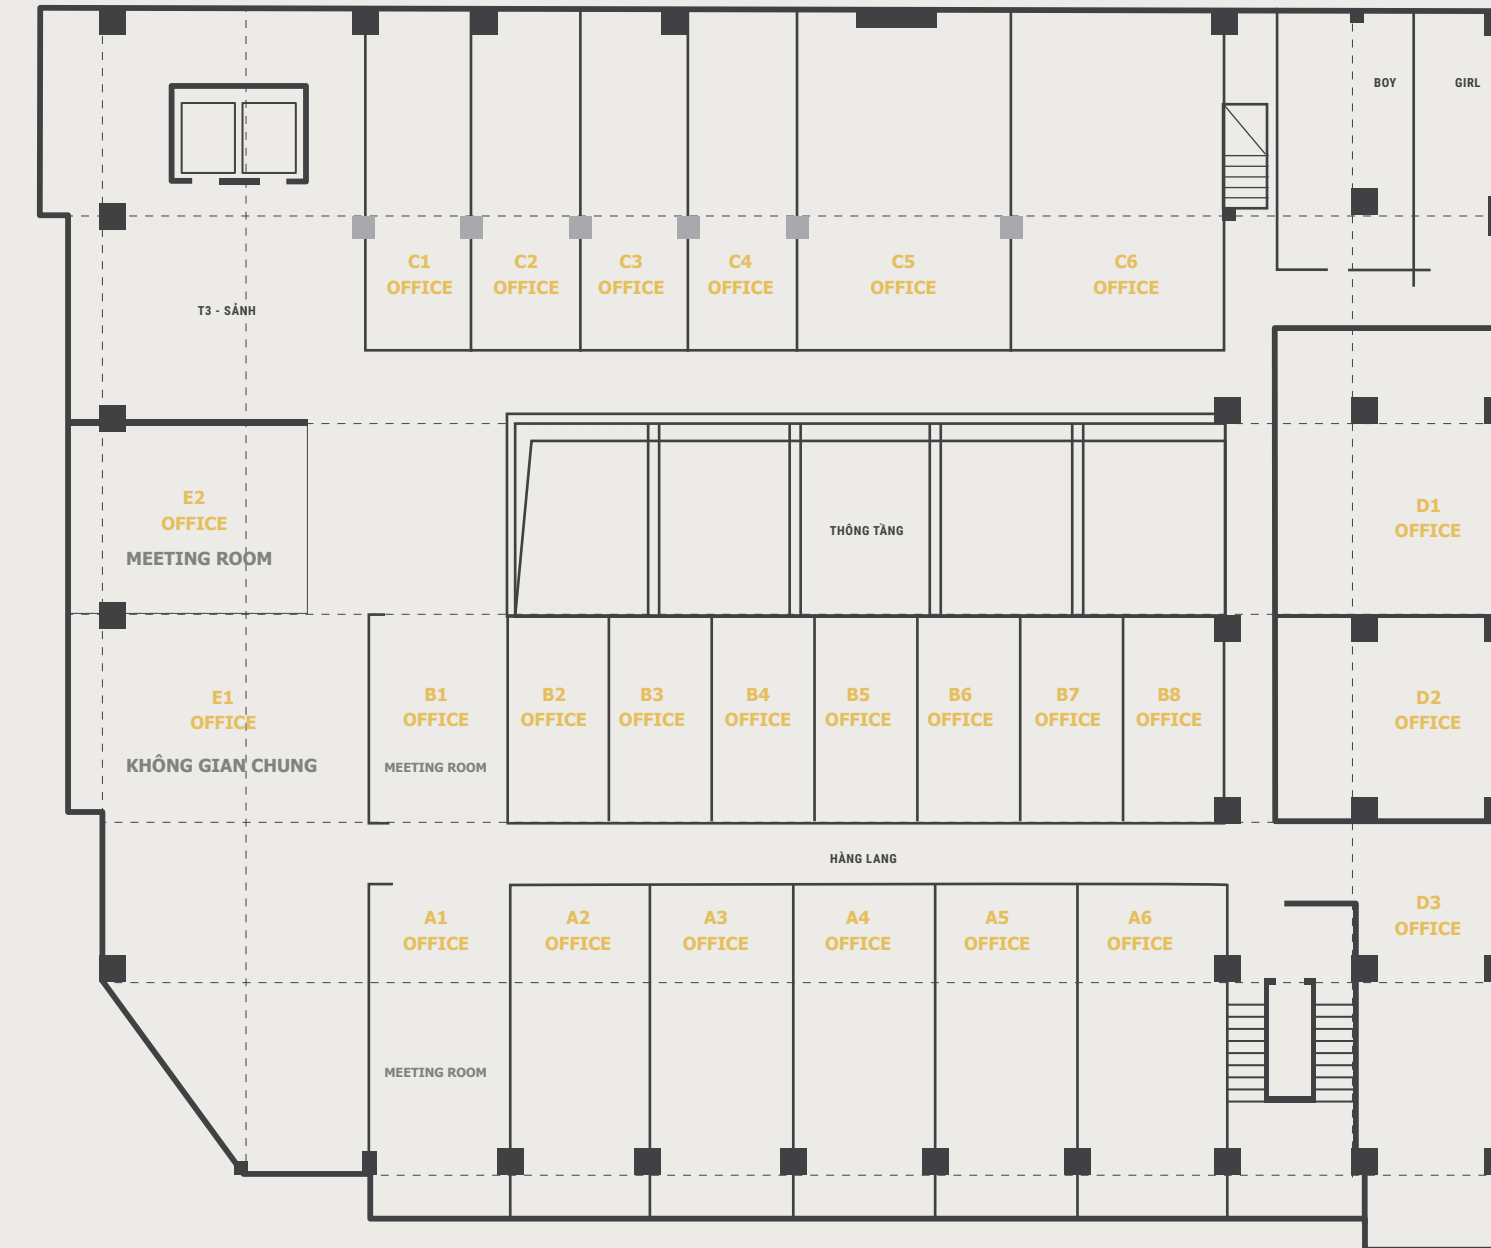 BOY
GIRL
C1
OFFICE
C2
OFFICE
C3
OFFICE
C4
OFFICE
C5
OFFICE
C6
OFFICE
T3 - SẢNH
E2
OFFICE
MEETING ROOM
THÔNG TẦNG
D1
OFFICE
E1
OFFICE
KHÔNG GIAN CHUNG
B1
OFFICE
MEETING ROOM
B2
OFFICE
B3
OFFICE
B4
OFFICE
B5
OFFICE
B6
OFFICE
B7
OFFICE
B8
OFFICE
D2
OFFICE
HÀNG LANG
A1
OFFICE
MEETING ROOM
A2
OFFICE
A3
OFFICE
A4
OFFICE
A5
OFFICE
A6
OFFICE
D3
OFFICE